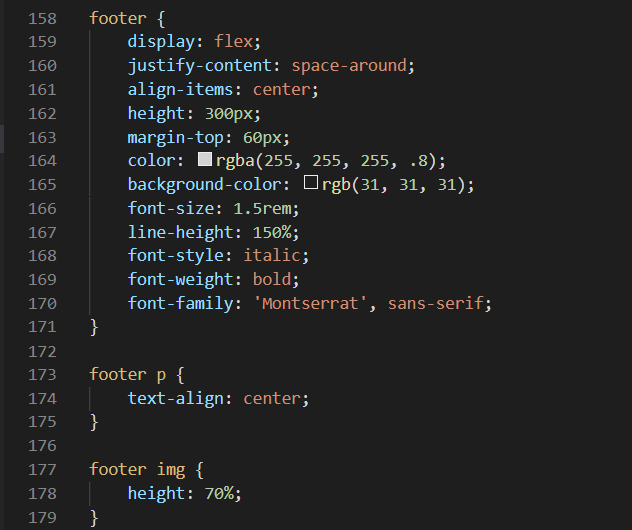 158 footer {
159     display: flex;
160     justify-content: space-around;
161     align-items: center;
162     height: 300px;
163     margin-top: 60px;
164     color: rgba(255, 255, 255, .8);
165     background-color: rgb(31, 31, 31);
166     font-size: 1.5rem;
167     line-height: 150%;
168     font-style: italic;
169     font-weight: bold;
170     font-family: 'Montserrat', sans-serif;
171 }
172
173 footer p {
174     text-align: center;
175 }
176
177 footer img {
178     height: 70%;
179 }